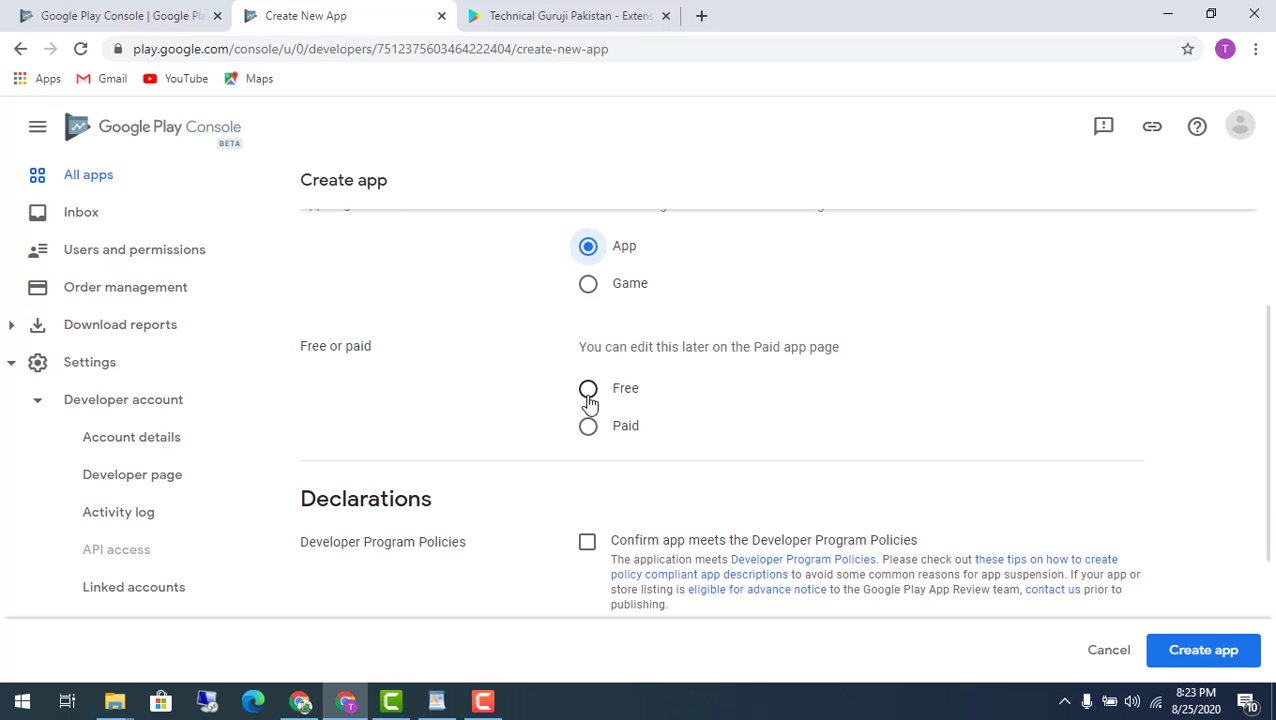 Google Play Console | Google Play
Create New App
Technical Guruji Pakistan - Extens
play.google.com/console/u/0/developers/7512375603464222404/create-new-app
T
Apps
Gmail
YouTube
Maps
Google Play Console
BETA
All apps
Inbox
Users and permissions
Order management
Download reports
Settings
Developer account
Account details
Developer page
Activity log
API access
Linked accounts
Create app
App
Game
Free or paid
You can edit this later on the Paid app page
Free
Paid
Declarations
Developer Program Policies
Confirm app meets the Developer Program Policies
The application meets Developer Program Policies. Please check out these tips on how to create
policy compliant app descriptions to avoid some common reasons for app suspension. If your app or
store listing is eligible for advance notice to the Google Play App Review team, contact us prior to
publishing.
Cancel
Create app
8:23 PM
8/25/2020
10